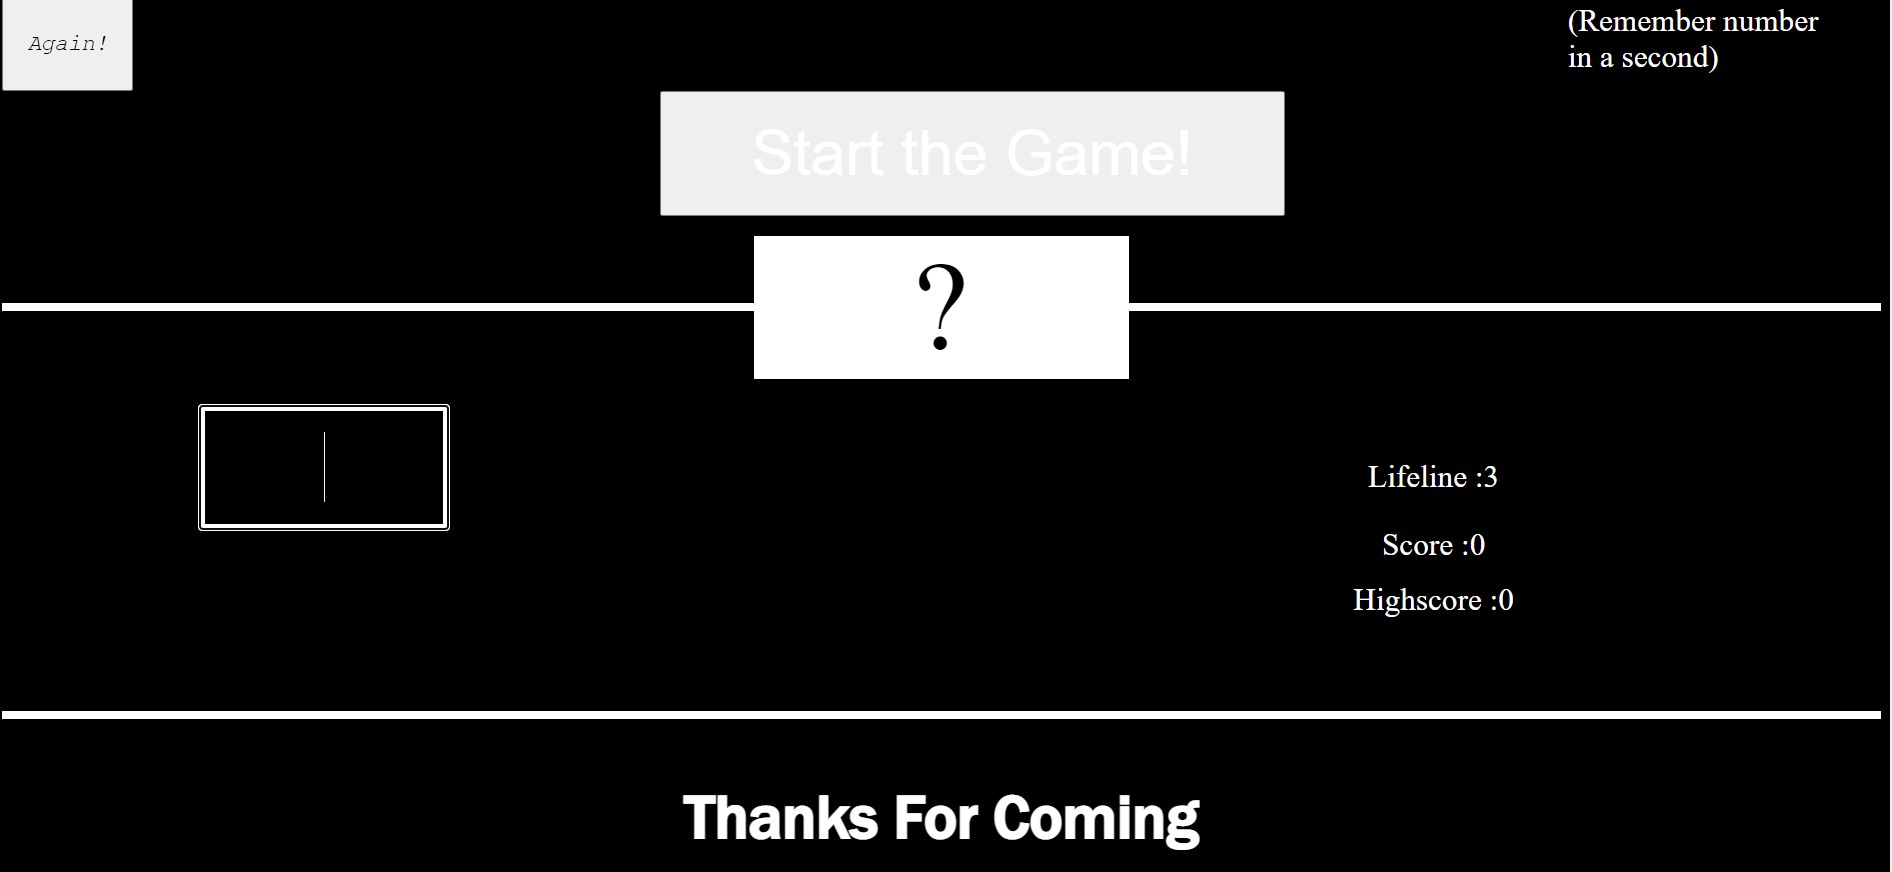 Again!
(Remember number
in a second)
Start the Game!
?
Lifeline :3
Score :0
Highscore :0
Thanks For Coming